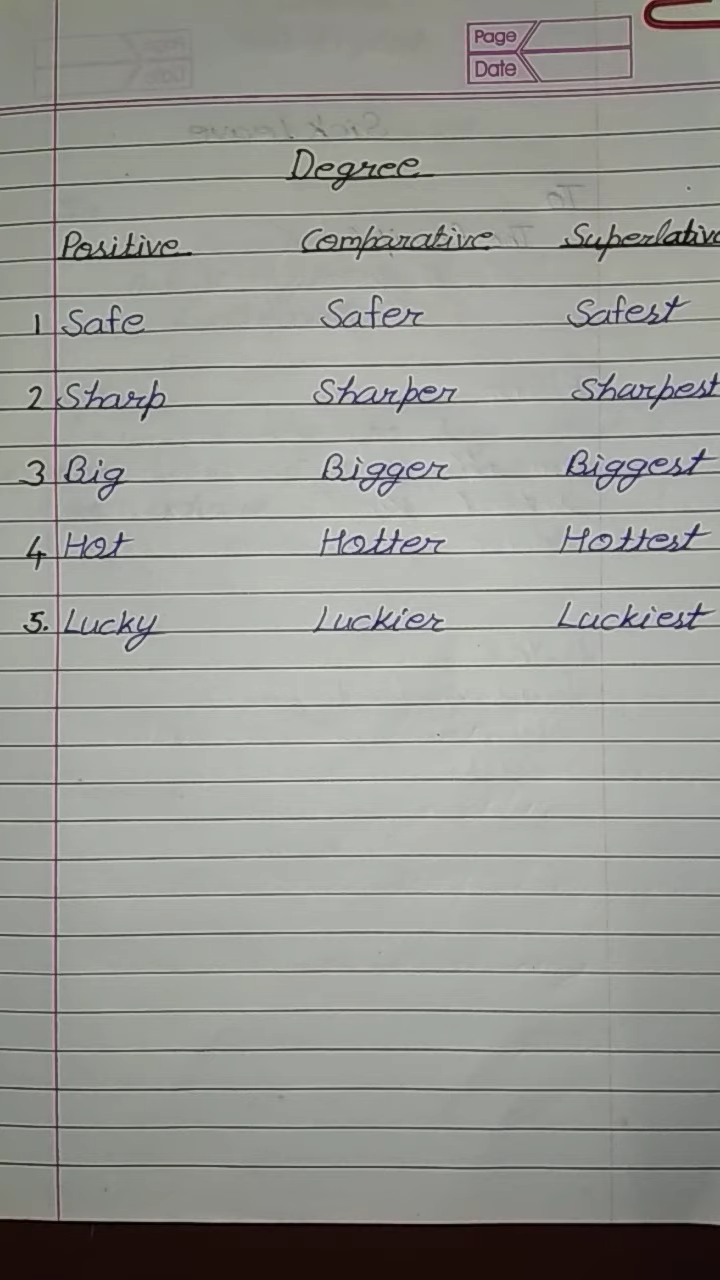 Page
Date
Degree
Positive Comparative Superlative
1 Safe Safer Safest
2 Sharp Sharper Sharpest
3 Big Bigger Biggest
4 Hot Hotter Hottest
5. Lucky Luckier Luckiest